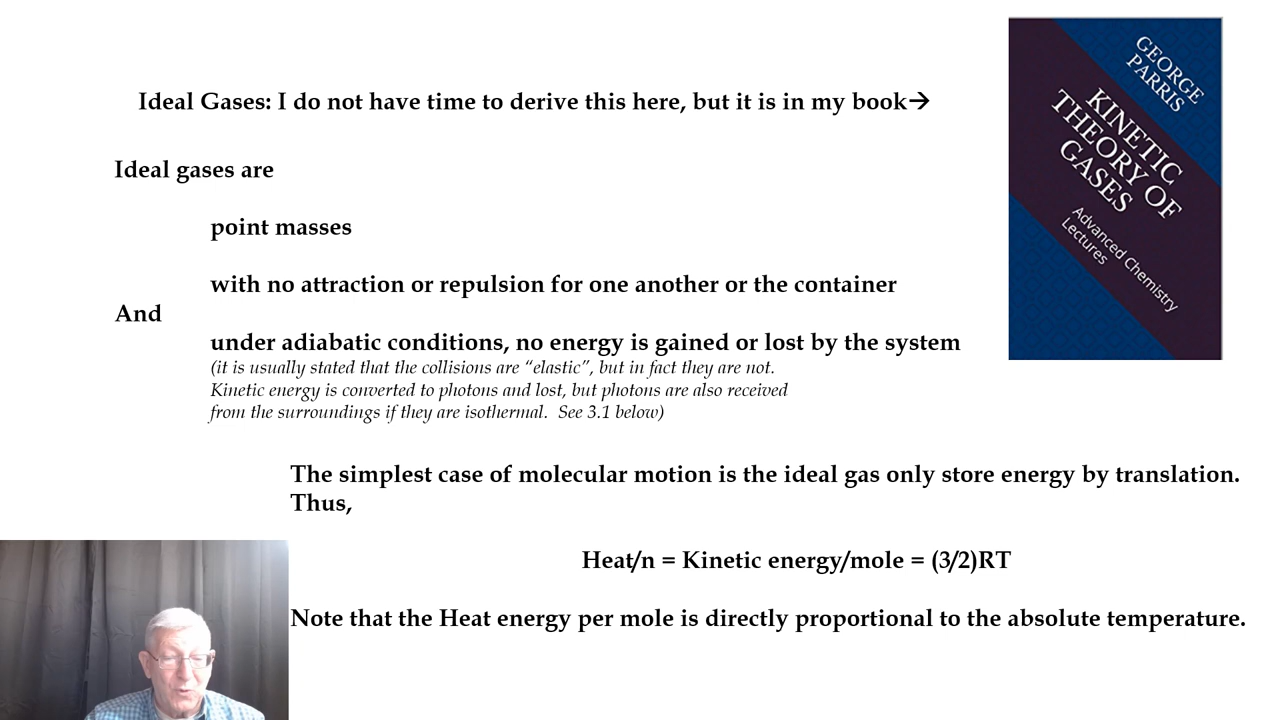 Ideal Gases: I do not have time to derive this here, but it is in my book→
Ideal gases are
point masses
with no attraction or repulsion for one another or the container
And
under adiabatic conditions, no energy is gained or lost by the system
(it is usually stated that the collisions are “elastic”, but in fact they are not.
Kinetic energy is converted to photons and lost, but photons are also received
from the surroundings if they are isothermal.  See 3.1 below)
The simplest case of molecular motion is the ideal gas only store energy by translation.
Thus,
Heat/n = Kinetic energy/mole = (3/2)RT
Note that the Heat energy per mole is directly proportional to the absolute temperature.
GEORGE
PARRIS
KINETIC
THEORY OF
GASES
Advanced Chemistry
Lectures